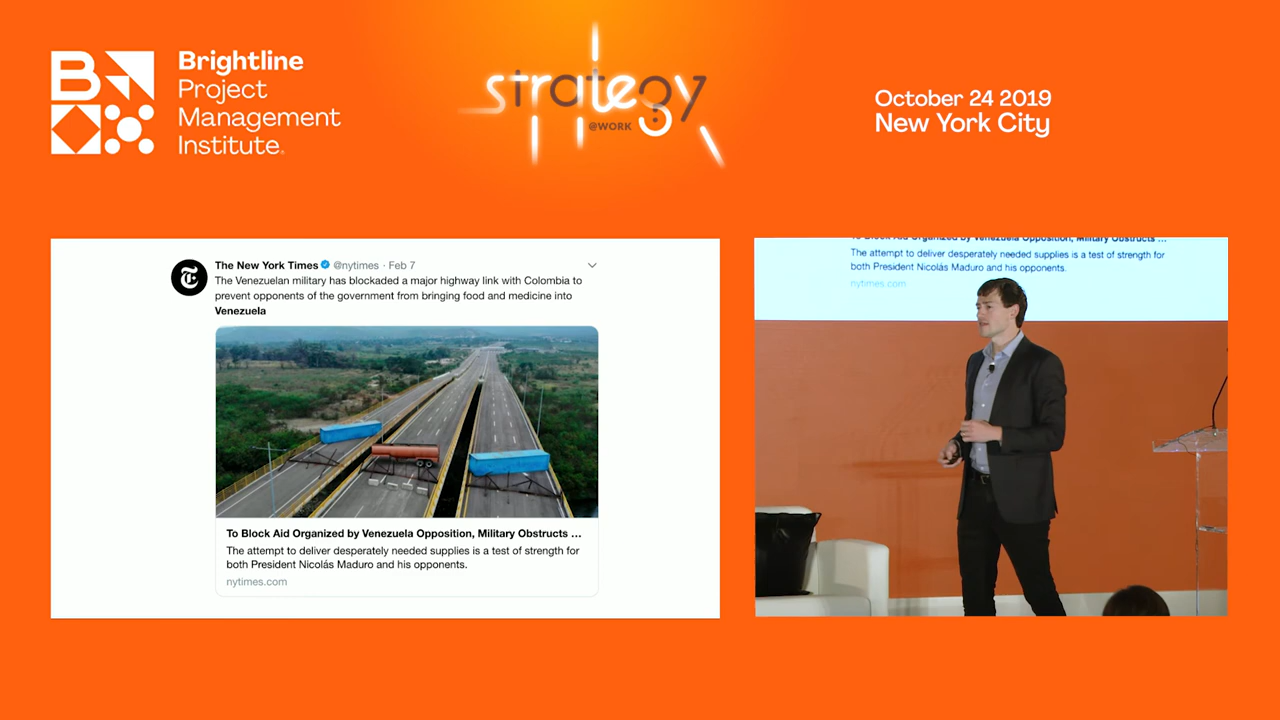 Brightline
Project
Management
Institute.
strategy
@WORK
October 24 2019
New York City
The New York Times @nytimes · Feb 7
The Venezuelan military has blockaded a major highway link with Colombia to
prevent opponents of the government from bringing food and medicine into
Venezuela
To Block Aid Organized by Venezuela Opposition, Military Obstructs ...
The attempt to deliver desperately needed supplies is a test of strength for
both President Nicolás Maduro and his opponents.
nytimes.com
To Block Aid Organized by Venezuela Opposition, Military Obstructs ...
The attempt to deliver desperately needed supplies is a test of strength for
both President Nicolás Maduro and his opponents.
nytimes.com